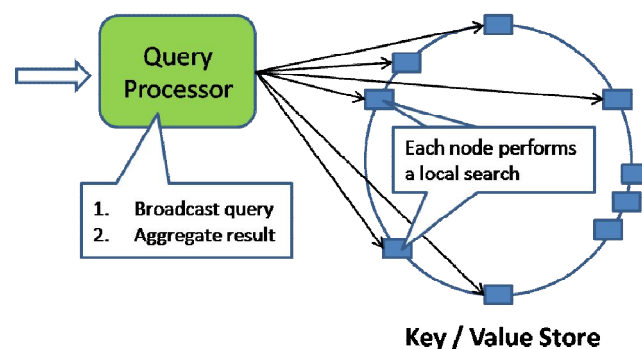 Query
Processor
Each node performs
a local search
1. Broadcast query
2. Aggregate result
Key / Value Store